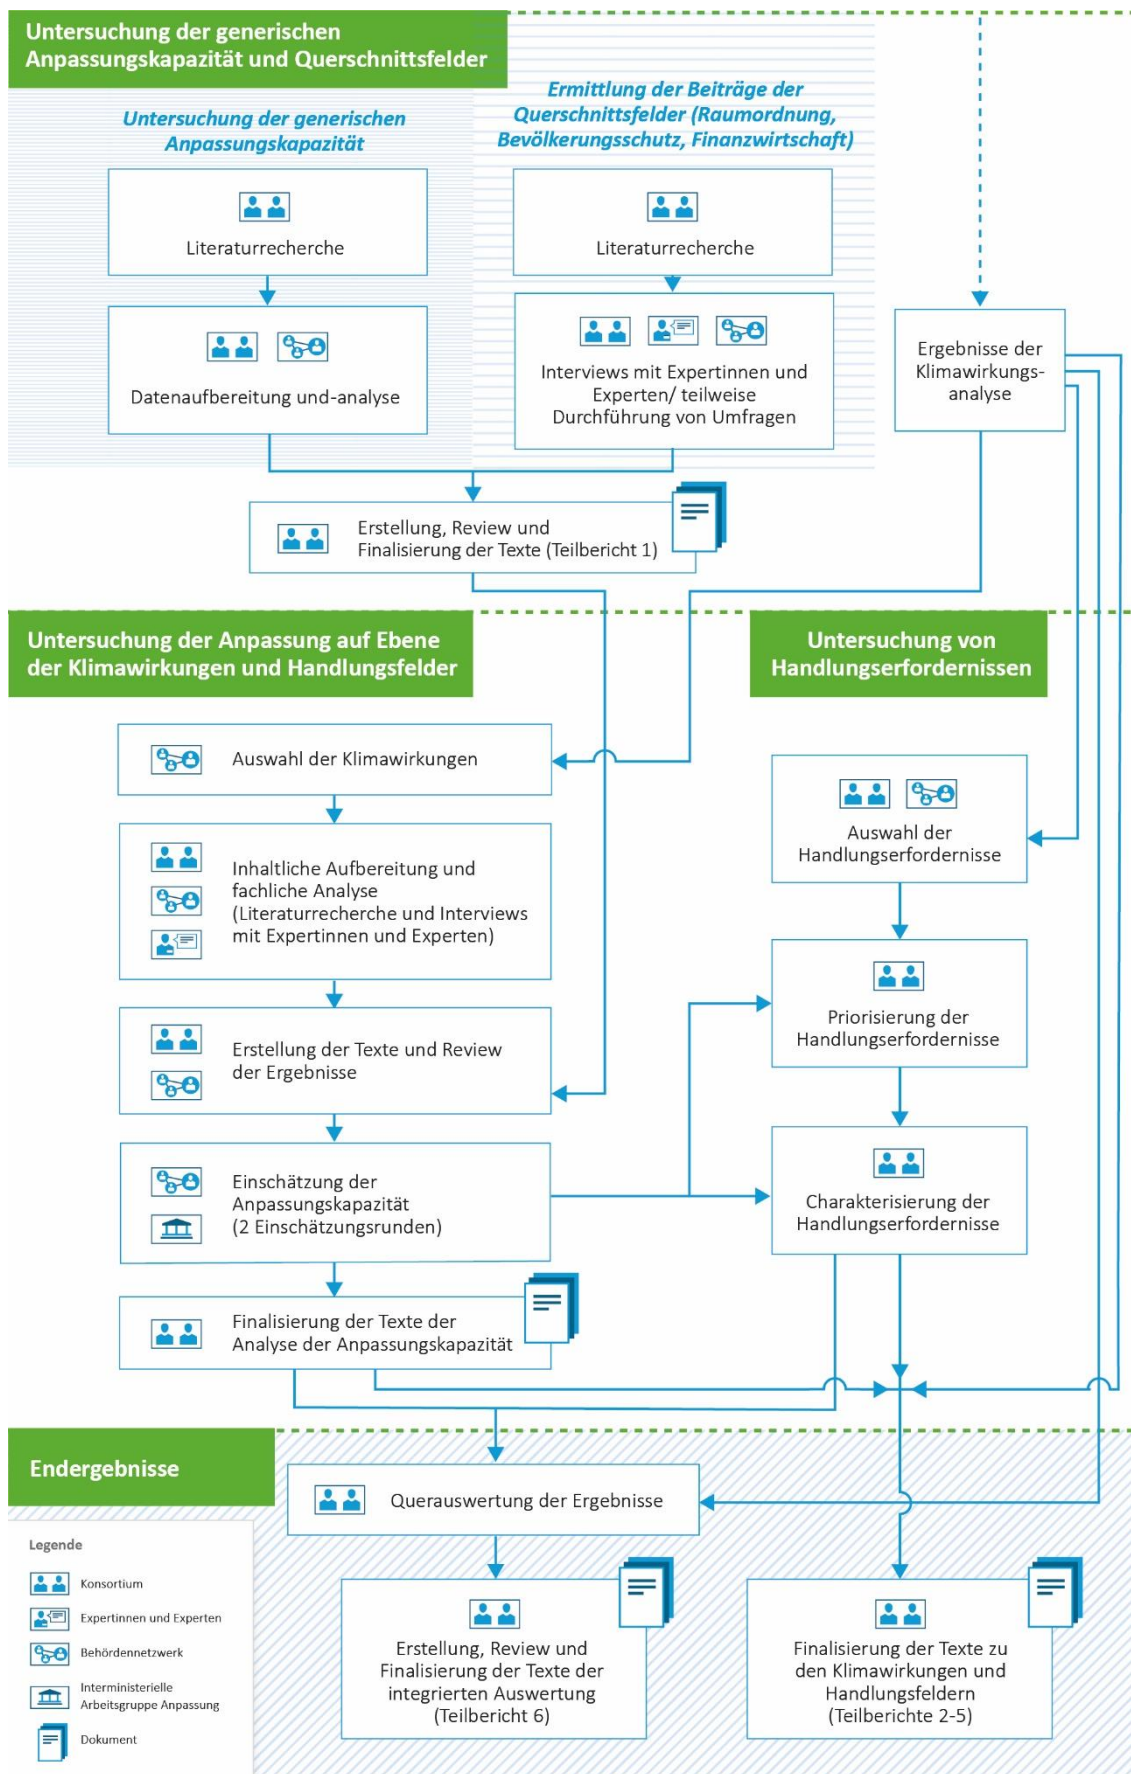 Untersuchung der generischen
Anpassungskapazität und Querschnittsfelder
Untersuchung der generischen
Anpassungskapazität
Ermittlung der Beiträge der
Querschnittsfelder (Raumordnung,
Bevölkerungsschutz, Finanzwirtschaft)
Literaturrecherche
Literaturrecherche
Datenaufbereitung und-analyse
Interviews mit Expertinnen und
Experten/ teilweise
Durchführung von Umfragen
Ergebnisse der
Klimawirkungs-
analyse
Erstellung, Review und
Finalisierung der Texte (Teilbericht 1)
Untersuchung der Anpassung auf Ebene
der Klimawirkungen und Handlungsfelder
Untersuchung von
Handlungserfordernissen
Auswahl der Klimawirkungen
Inhaltliche Aufbereitung und
fachliche Analyse
(Literaturrecherche und Interviews
mit Expertinnen und Experten)
Erstellung der Texte und Review
der Ergebnisse
Einschätzung der
Anpassungskapazität
(2 Einschätzungsrunden)
Finalisierung der Texte der
Analyse der Anpassungskapazität
Auswahl der
Handlungserfordernisse
Priorisierung der
Handlungserfordernisse
Charakterisierung der
Handlungserfordernisse
Endergebnisse
Querauswertung der Ergebnisse
Erstellung, Review und
Finalisierung der Texte der
integrierten Auswertung
(Teilbericht 6)
Finalisierung der Texte zu
den Klimawirkungen und
Handlungsfeldern
(Teilberichte 2-5)
Legende
Konsortium
Expertinnen und Experten
Behördennetzwerk
Interministerielle
Arbeitsgruppe Anpassung
Dokument